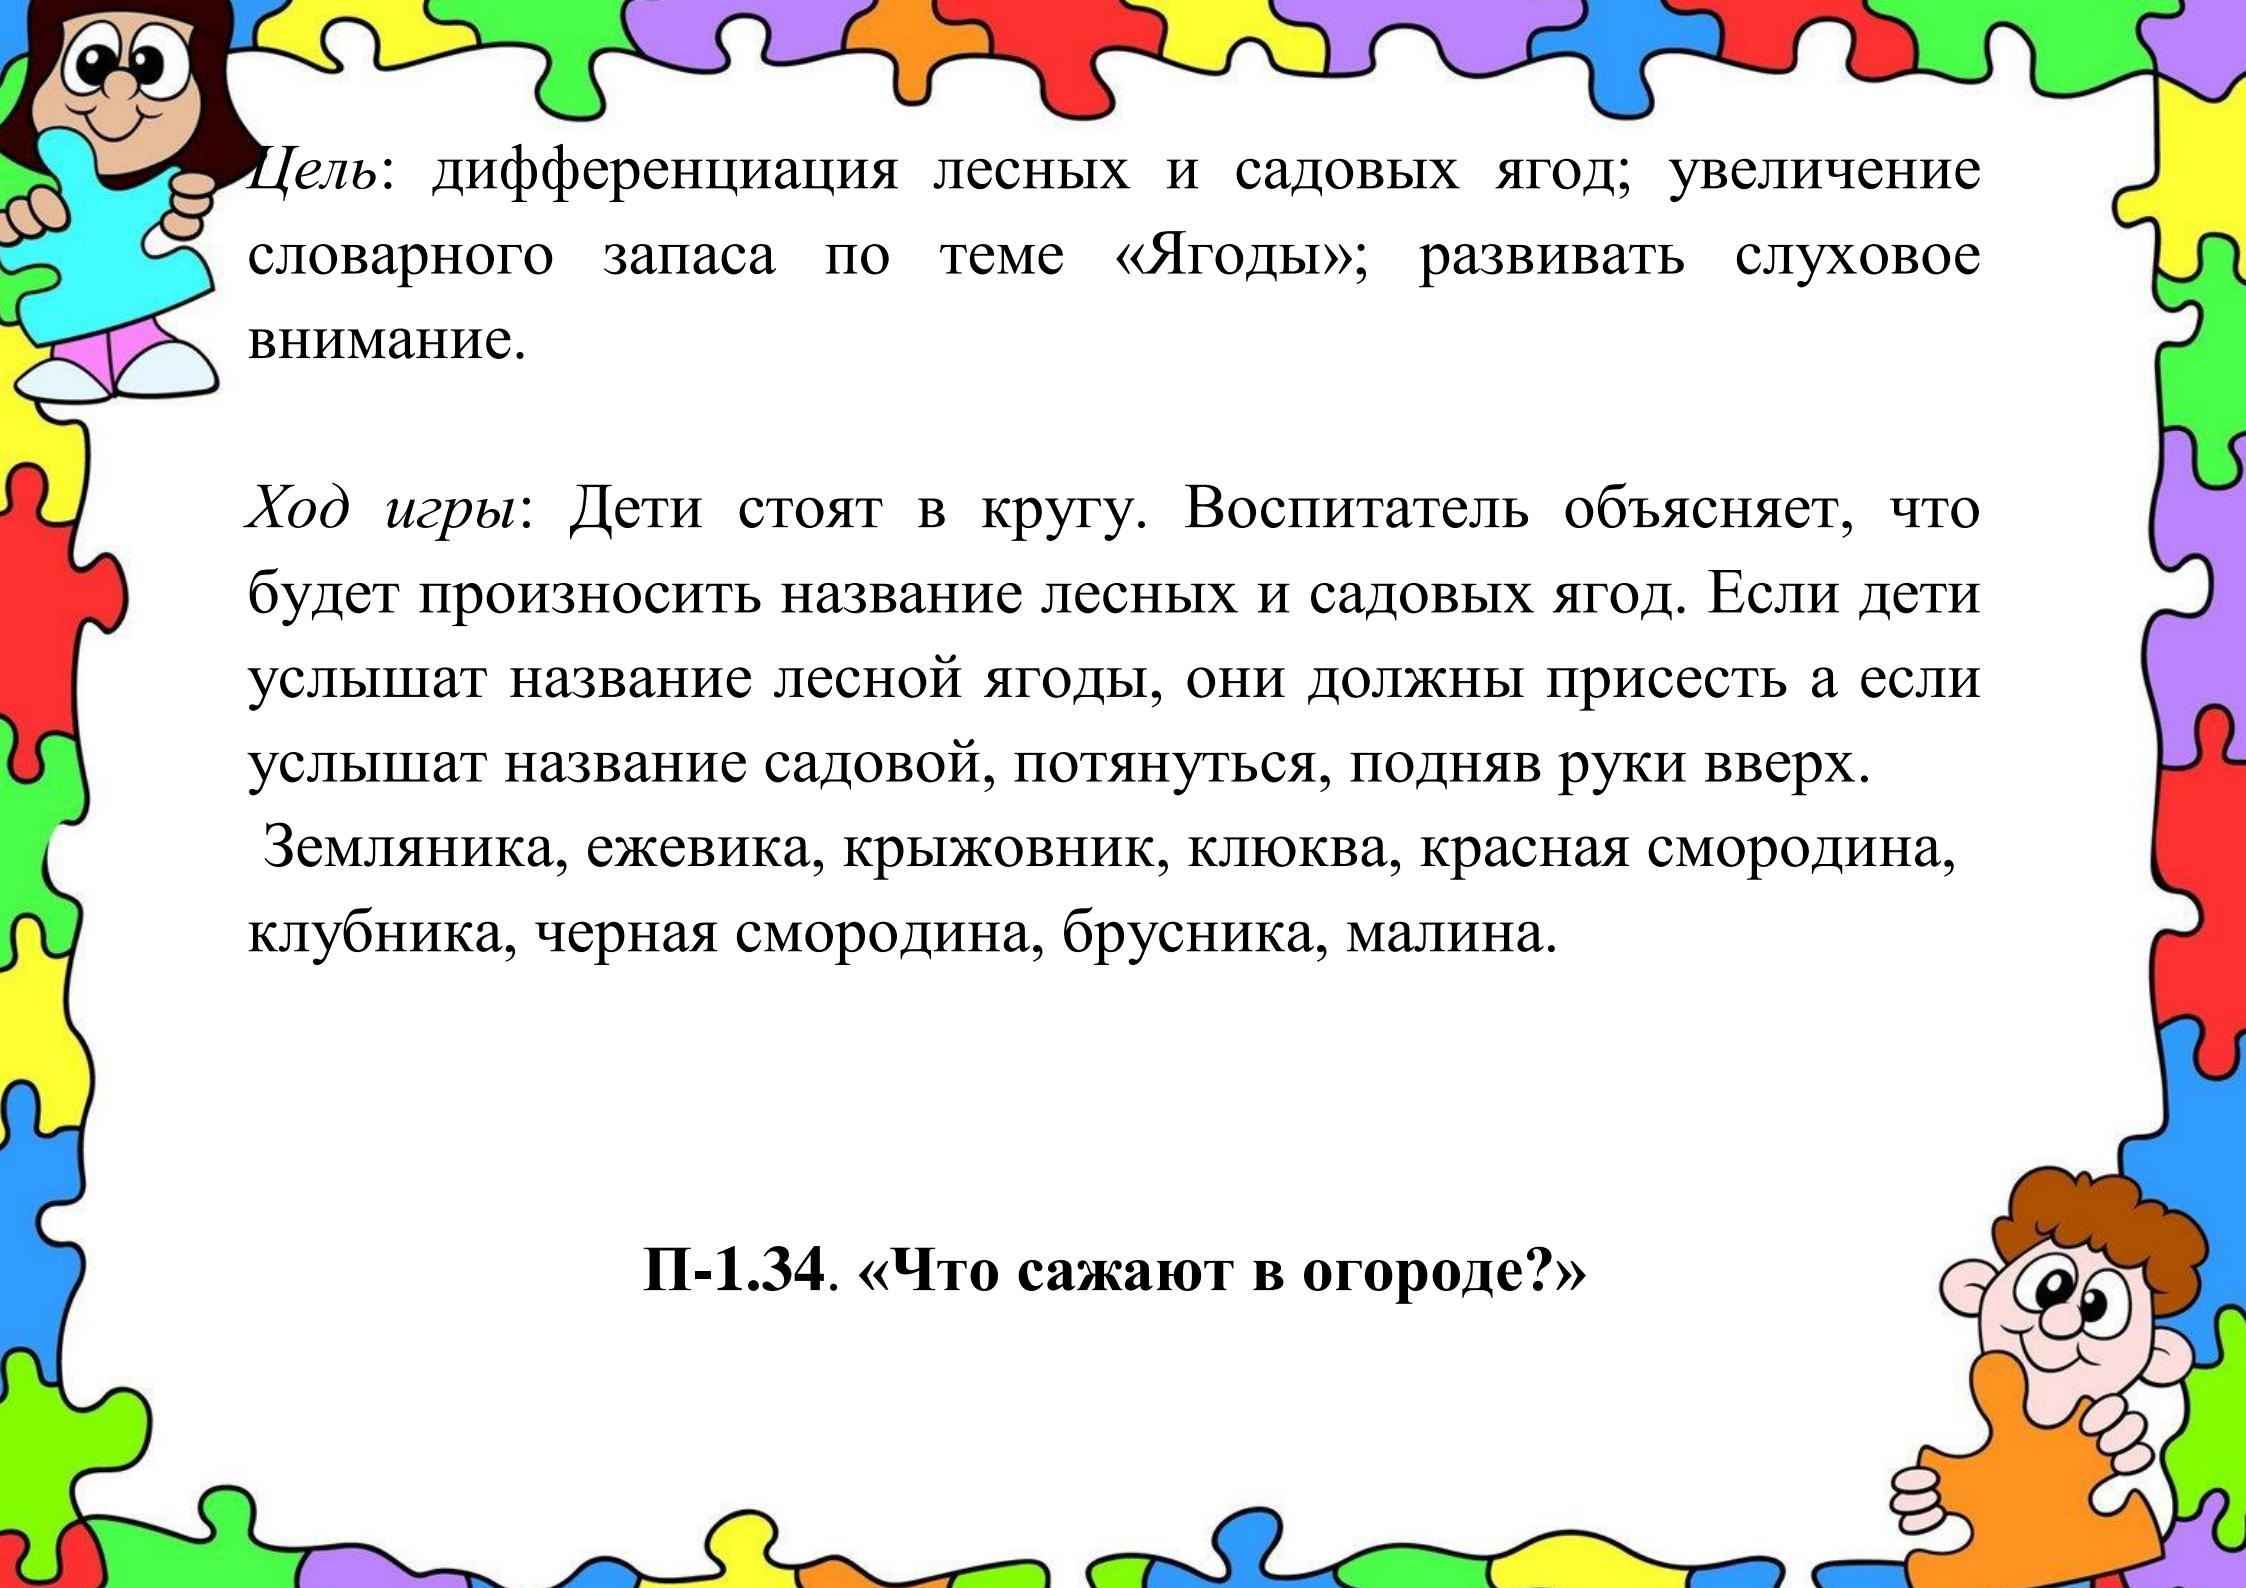 Цель: дифференциация лесных и садовых ягод; увеличение
словарного запаса по теме «Ягоды»; развивать слуховое
внимание.
Ход игры: Дети стоят в кругу. Воспитатель объясняет, что
будет произносить название лесных и садовых ягод. Если дети
услышат название лесной ягоды, они должны присесть а если
услышат название садовой, потянуться, подняв руки вверх.
Земляника, ежевика, крыжовник, клюква, красная смородина,
клубника, черная смородина, брусника, малина.
П-1.34. «Что сажают в огороде?»